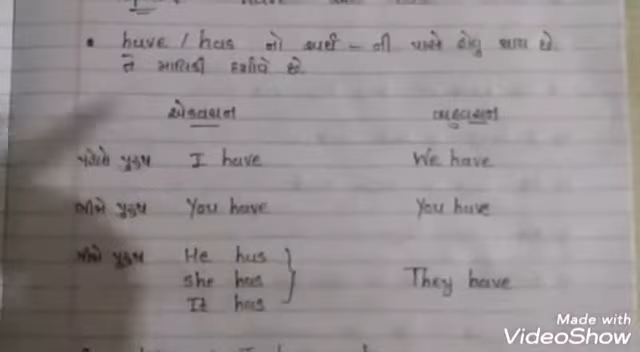 • have / has નો અર્થ – ની પાસે હોવુ થાય છે.
તે માલિકી દર્શાવે છે.
એકવચન બહુવચન
પહેલો પુરુષ I have We have
બીજો પુરુષ You have You have
ત્રીજો પુરુષ He has
She has
It has
They have
Made with
VideoShow